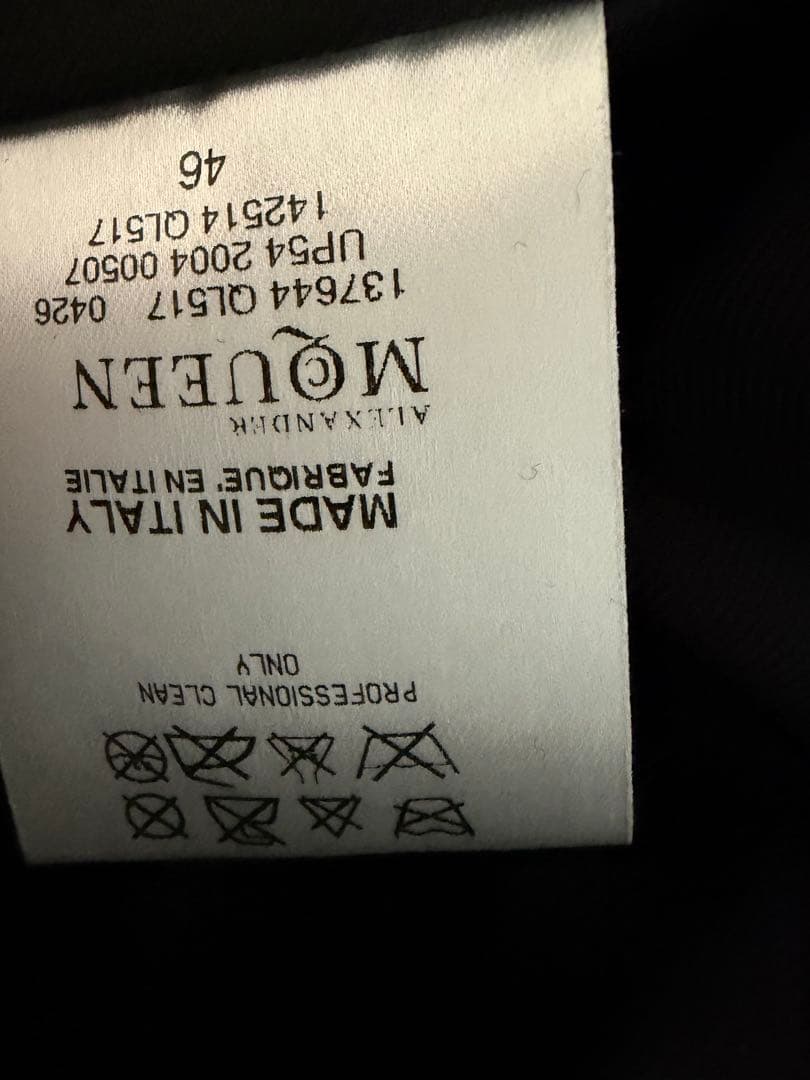 PROFESSIONAL CLEAN
ONLY
MADE IN ITALY
FABRIQUE' EN ITALIE
ALEXANDER
McQUEEN
137644 QL517 0426
UP54 2004 00507
142514 QL517
46